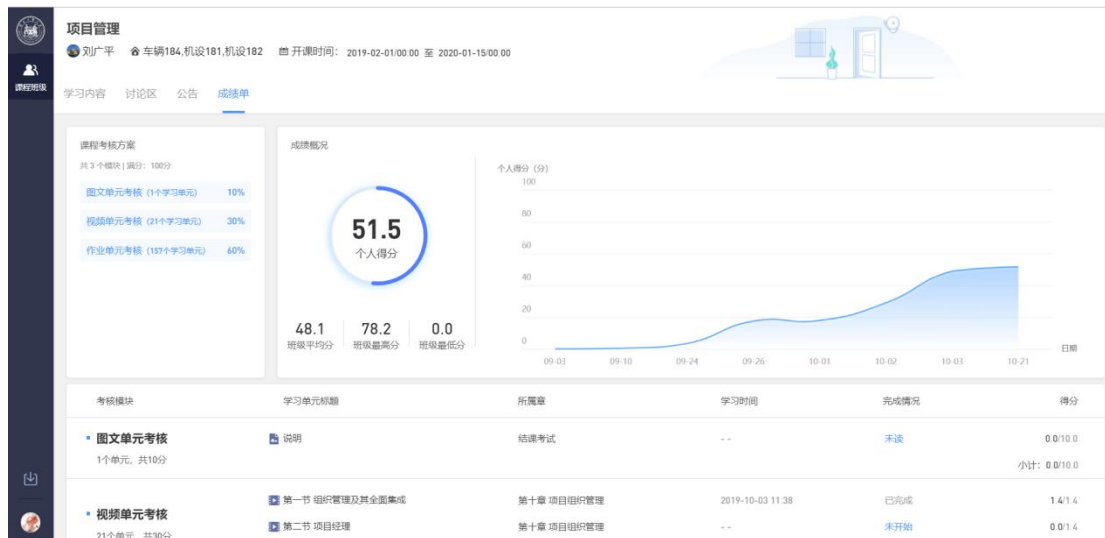 项目管理
刘广平 车辆184,机设181,机设182 开课时间: 2019-02-01/00:00 至 2020-01-15/00:00
课程班级
学习内容 讨论区 公告 成绩单
课程考核方案
共 3 个模块 | 满分: 100分
图文单元考核 (1个学习单元) 10%
视频单元考核 (21个学习单元) 30%
作业单元考核 (157个学习单元) 60%
成绩概况
51.5
个人得分
48.1 78.2 0.0
班级平均分 班级最高分 班级最低分
个人得分 (分)
100
80
60
40
20
0
日期
09-03 09-10 09-24 09-26 10-01 10-02 10-03 10-21
考核模块 学习单元标题 所属章 学习时间 完成情况 得分
图文单元考核 说明 结课考试 - - 未读 0.0/10.0
1个单元, 共10分
小计: 0.0/10.0
第一节 组织管理及其全面集成 第十章 项目组织管理 2019-10-03 11:38 已完成 1.4/1.4
视频单元考核
第二节 项目经理 第十章 项目组织管理 - - 未开始 0.0/1.4
21个单元, 共30分